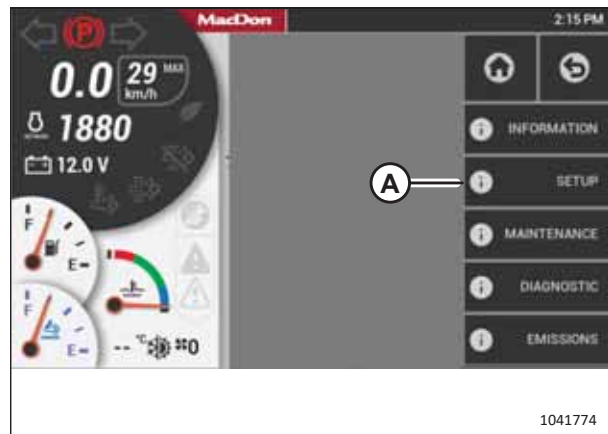 MacDon 2:15 PM
P
0.0 29 MAX km/h
1880
12.0 V
INFORMATION
A SETUP
MAINTENANCE
DIAGNOSTIC
EMISSIONS
F
E
F
E
-- °C 0
1041774